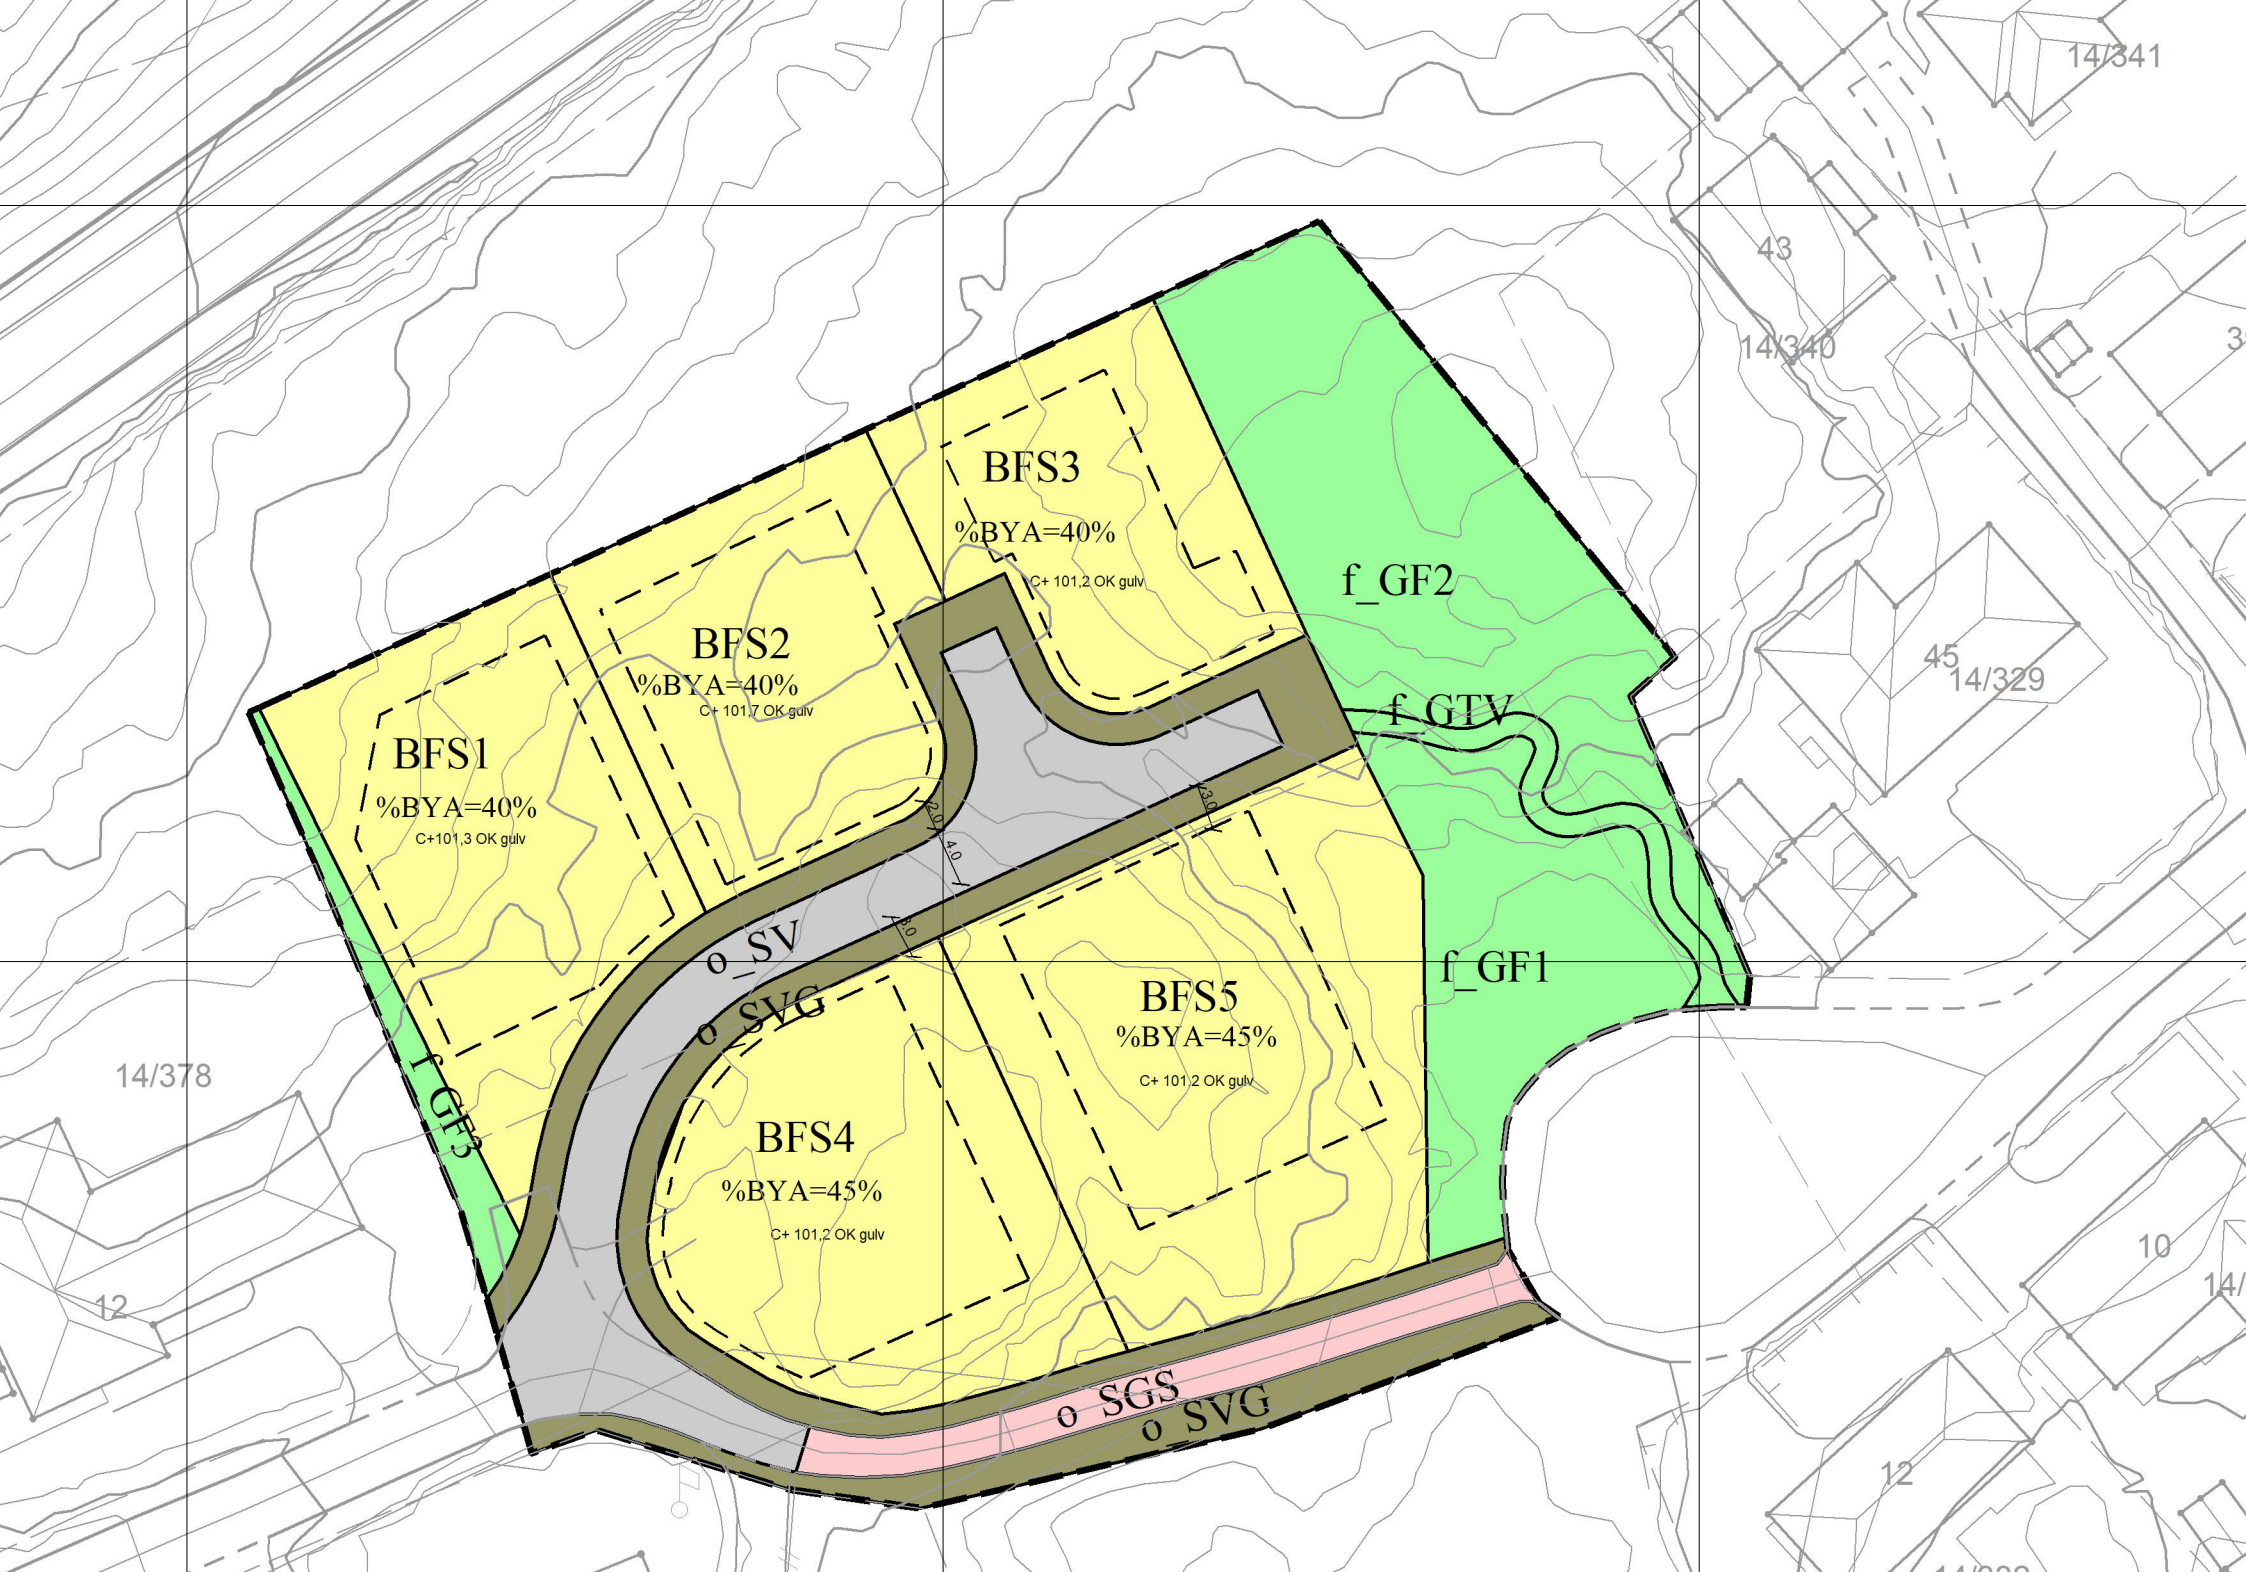 14/341
43
14/340
BFS3
%BYA=40%
C+ 101,2 OK gulv
f_GF2
BFS2
%BYA=40%
C+ 101,7 OK gulv
45
14/329
f_GTV
BFS1
%BYA=40%
C+101,3 OK gulv
2.0
3.0
4.0
3.0
o_SV
f_GF1
o_SVG
BFS5
%BYA=45%
C+ 101,2 OK gulv
14/378
f_GF3
BFS4
%BYA=45%
C+ 101,2 OK gulv
10
12
o_SGS
o_SVG
12